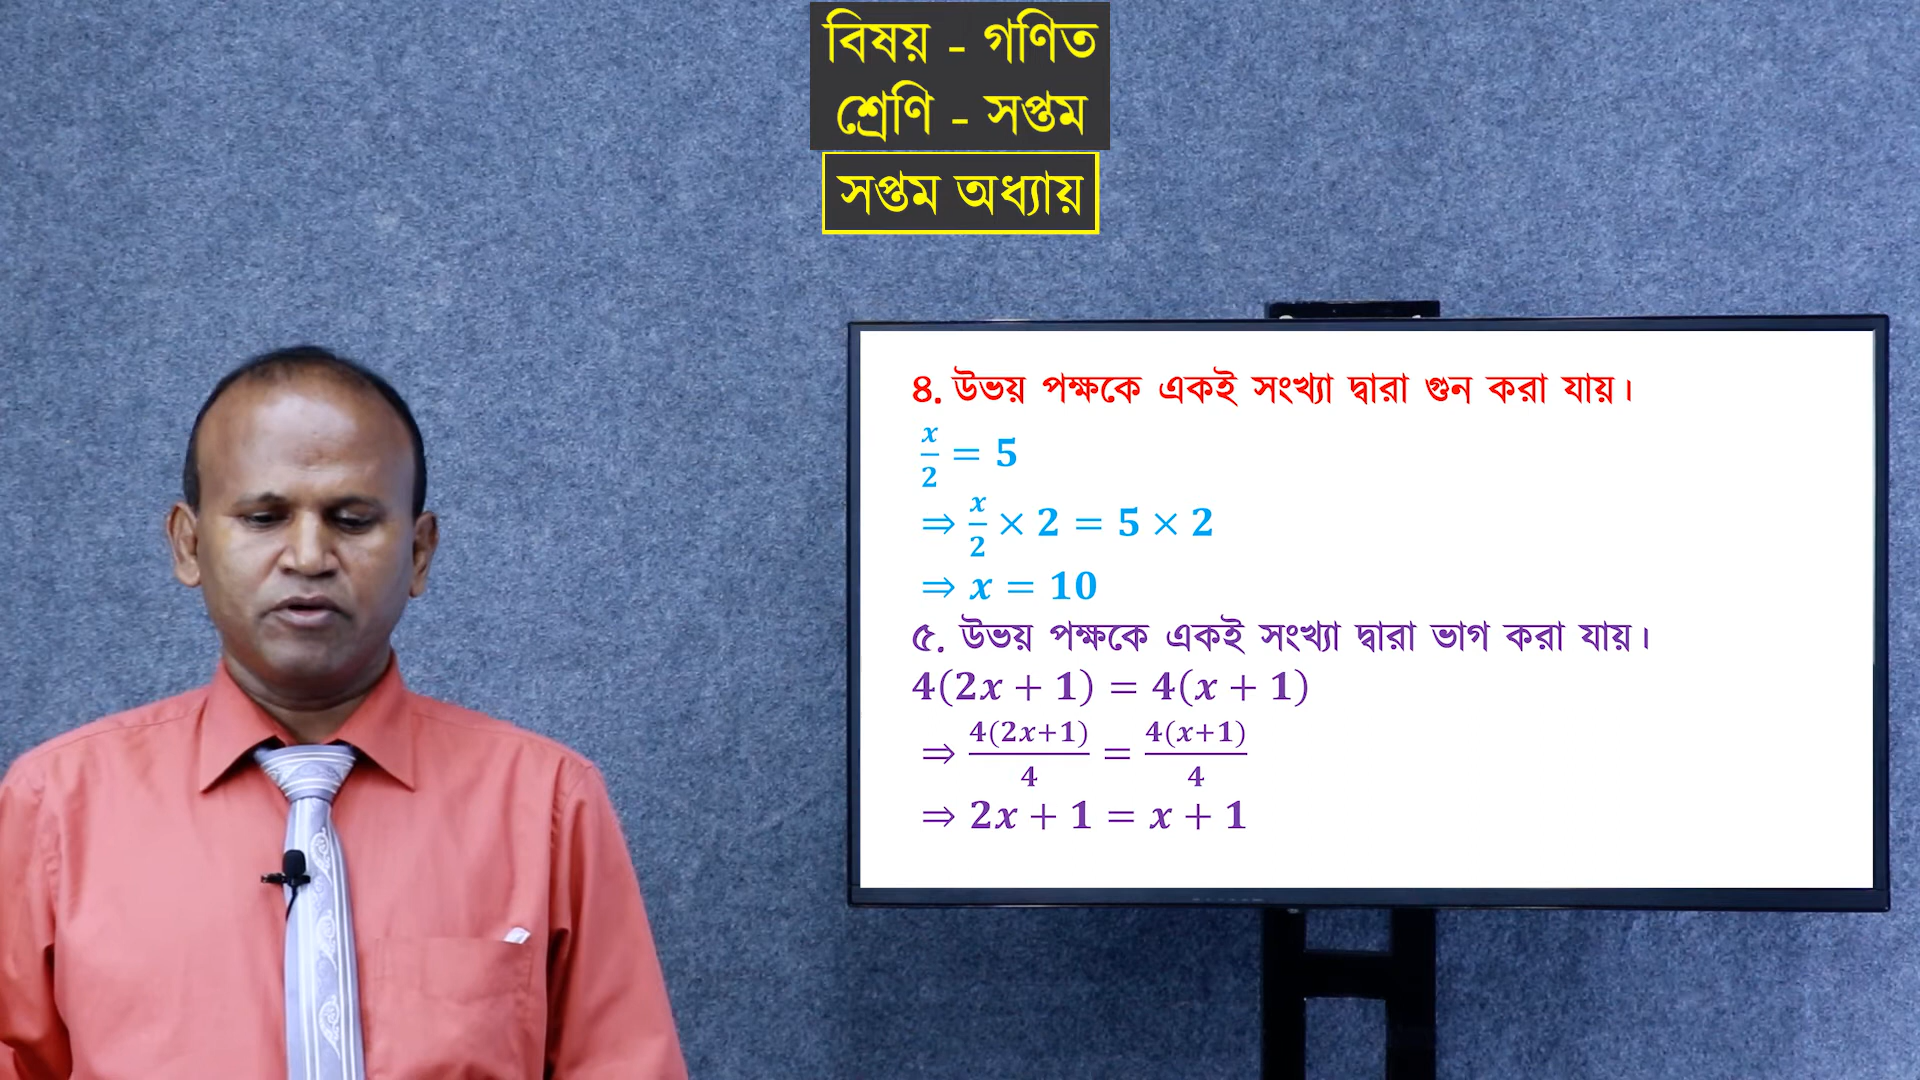 বিষয় - গণিত
শ্রেণি - সপ্তম
সপ্তম অধ্যায়
৪. উভয় পক্ষকে একই সংখ্যা দ্বারা গুন করা যায়।
x/2 = 5
⇒ x/2 × 2 = 5 × 2
⇒ x = 10
৫. উভয় পক্ষকে একই সংখ্যা দ্বারা ভাগ করা যায়।
4(2x + 1) = 4(x + 1)
⇒ 4(2x+1)/4 = 4(x+1)/4
⇒ 2x + 1 = x + 1